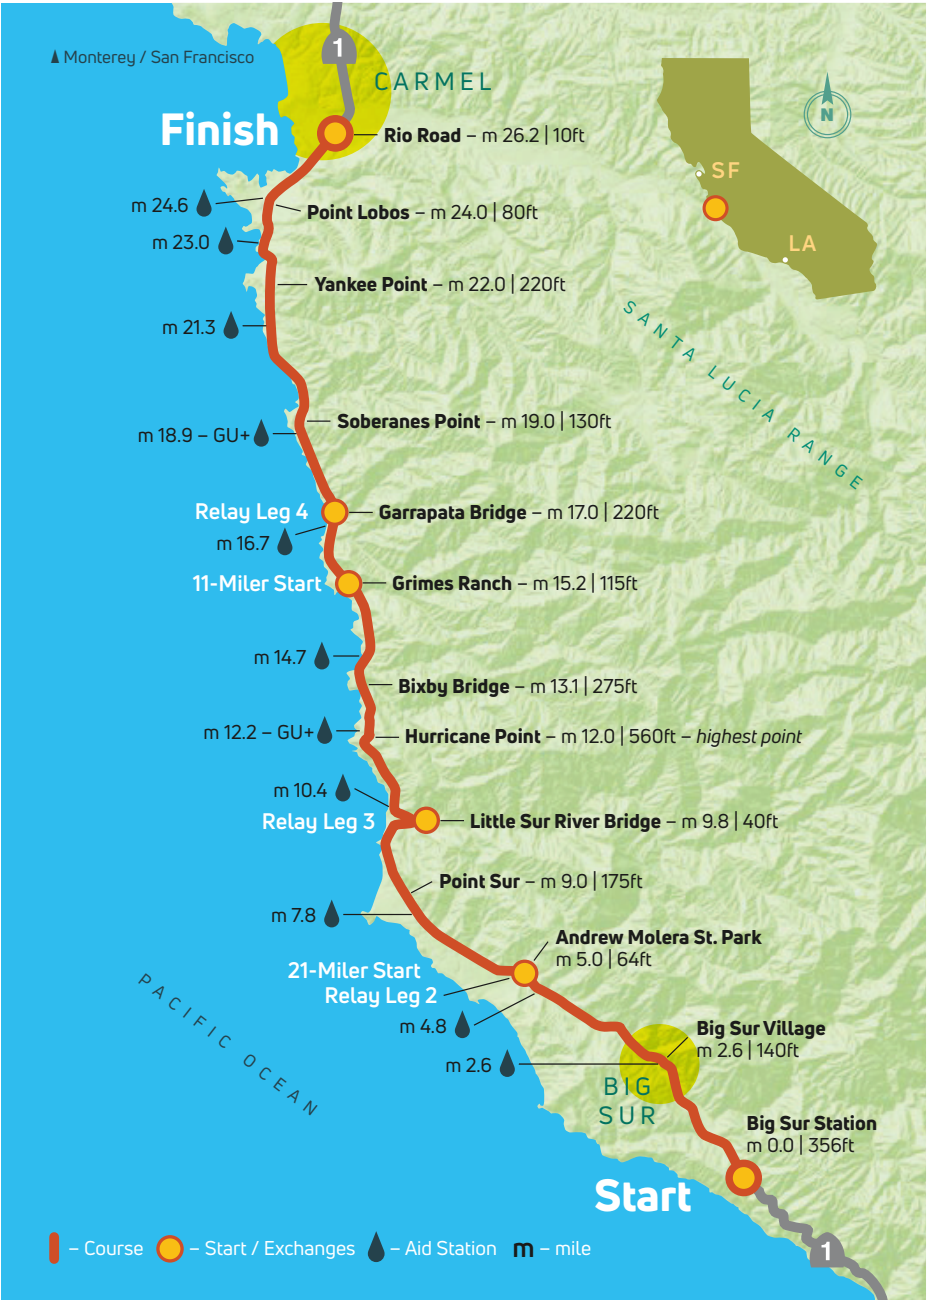 1
Monterey / San Francisco
CARMEL
N
Finish
Rio Road – m 26.2 | 10ft
SF
m 24.6
Point Lobos – m 24.0 | 80ft
m 23.0
LA
Yankee Point – m 22.0 | 220ft
m 21.3
SANTA LUCIA RANGE
Soberanes Point – m 19.0 | 130ft
m 18.9 – GU+
Relay Leg 4
Garrapata Bridge – m 17.0 | 220ft
m 16.7
11-Miler Start
Grimes Ranch – m 15.2 | 115ft
m 14.7
Bixby Bridge – m 13.1 | 275ft
m 12.2 – GU+
Hurricane Point – m 12.0 | 560ft – highest point
m 10.4
Relay Leg 3
Little Sur River Bridge – m 9.8 | 40ft
Point Sur – m 9.0 | 175ft
m 7.8
Andrew Molera St. Park
m 5.0 | 64ft
21-Miler Start
Relay Leg 2
PACIFIC OCEAN
m 4.8
Big Sur Village
m 2.6 | 140ft
m 2.6
BIG
SUR
Big Sur Station
m 0.0 | 356ft
Start
– Course
– Start / Exchanges
– Aid Station
m – mile
1